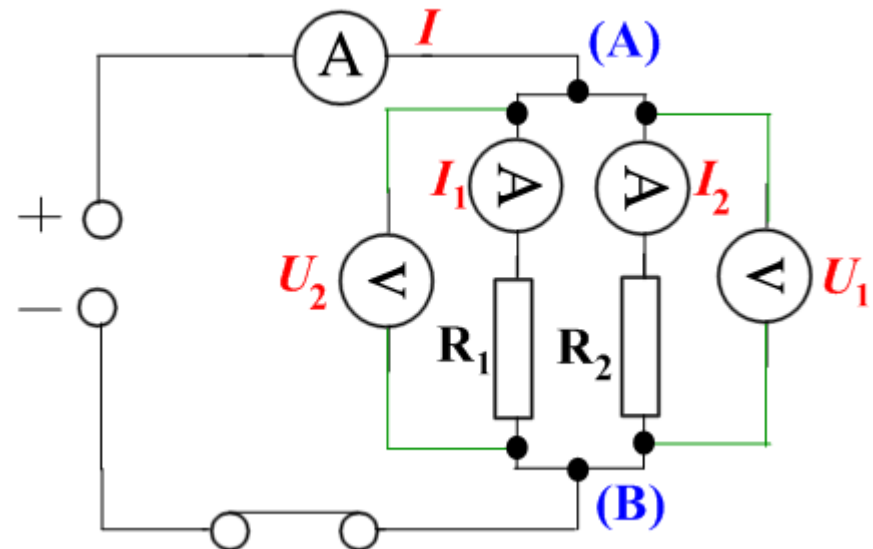 A I (A)
I₁ A A I₂
+
U₂ V V U₁
−
R₁ R₂
(B)